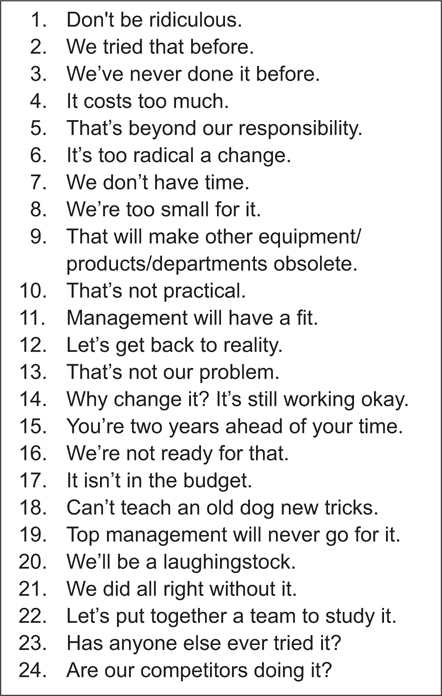 1. Don't be ridiculous.
2. We tried that before.
3. We’ve never done it before.
4. It costs too much.
5. That’s beyond our responsibility.
6. It’s too radical a change.
7. We don’t have time.
8. We’re too small for it.
9. That will make other equipment/
products/departments obsolete.
10. That’s not practical.
11. Management will have a fit.
12. Let’s get back to reality.
13. That’s not our problem.
14. Why change it? It’s still working okay.
15. You’re two years ahead of your time.
16. We’re not ready for that.
17. It isn’t in the budget.
18. Can’t teach an old dog new tricks.
19. Top management will never go for it.
20. We’ll be a laughingstock.
21. We did all right without it.
22. Let’s put together a team to study it.
23. Has anyone else ever tried it?
24. Are our competitors doing it?